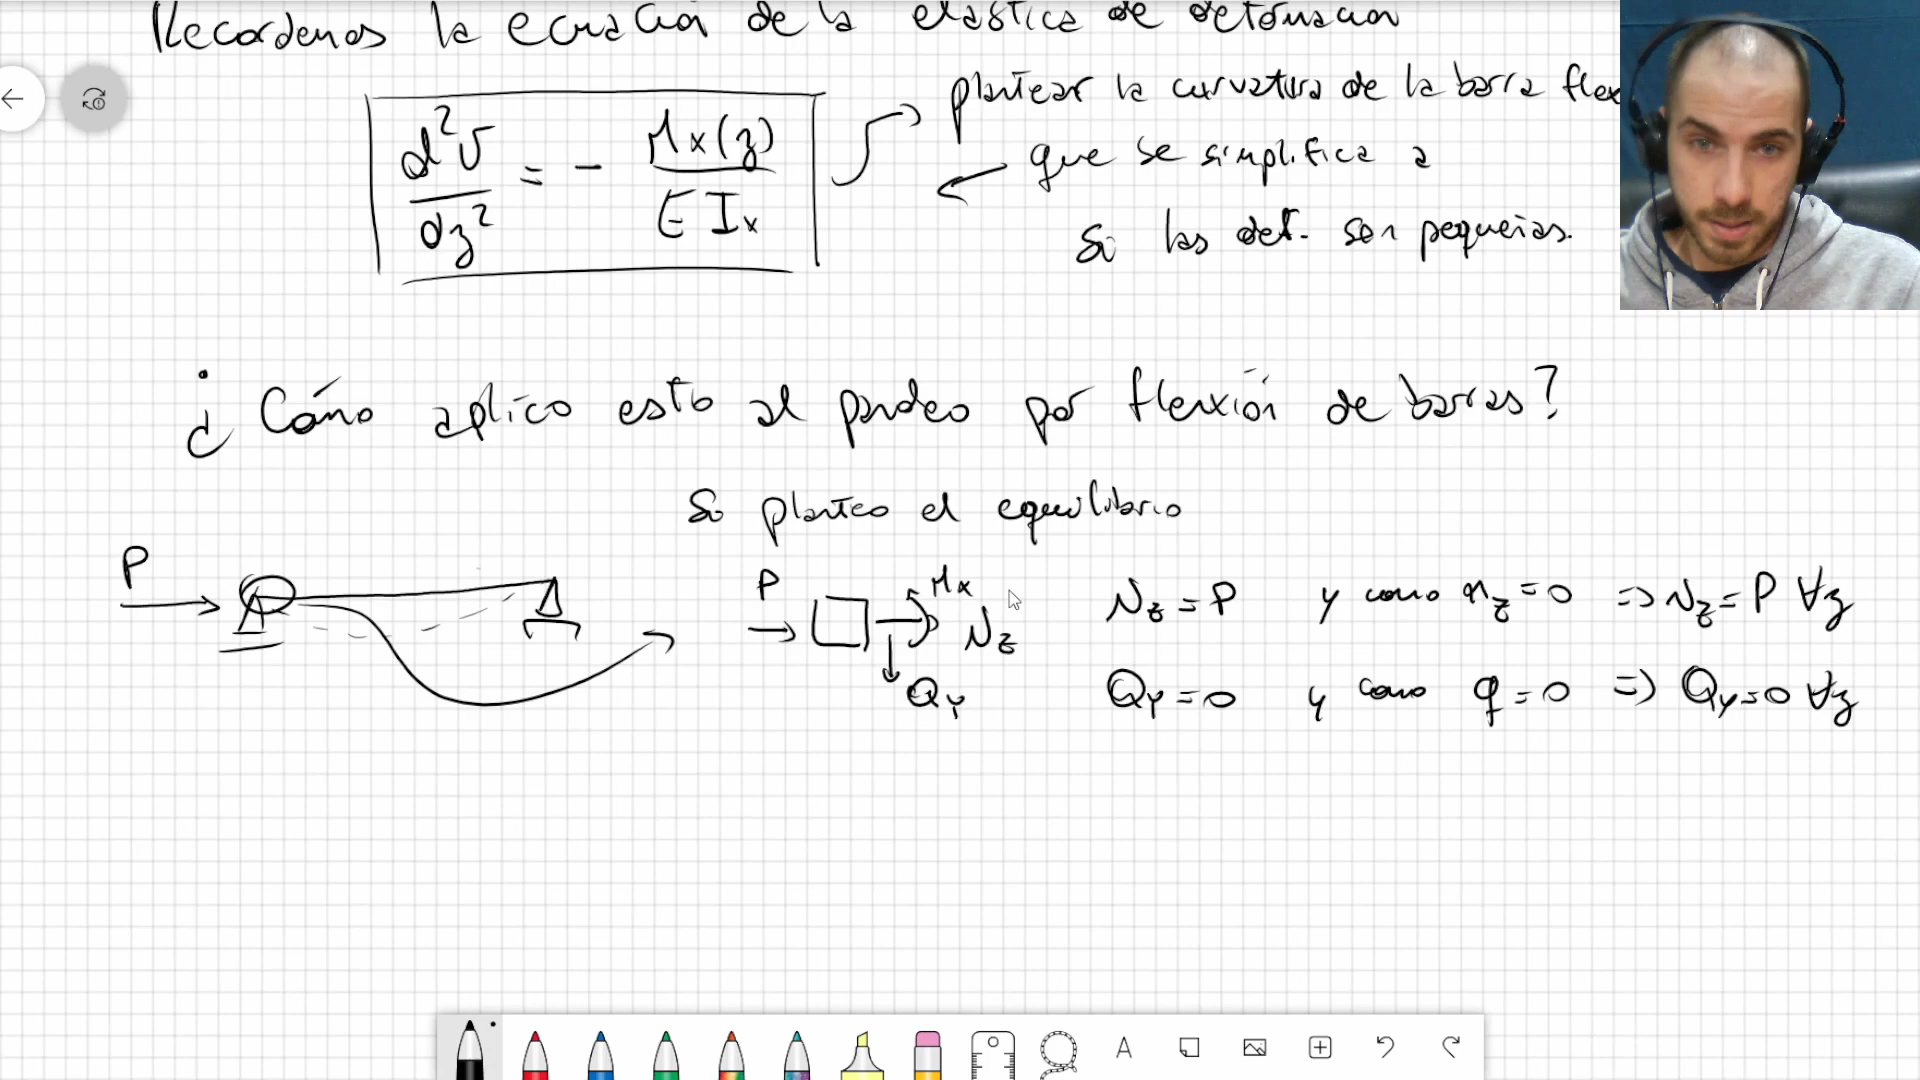 Recordemos la ecuación de la elástica de deformación
d²v/dz² = - Mx(z)/E Ix
plantear la curvatura de la barra flex
que se simplifica a
si las def. son pequeñas.
¿Cómo aplico esto al pandeo por flexión de barras?
Si planteo el equilibrio
P
P Mx Nz Qy
Nz = P y como nz = 0 => Nz = P ∀z
Qy = 0 y como q = 0 => Qy = 0 ∀z
A